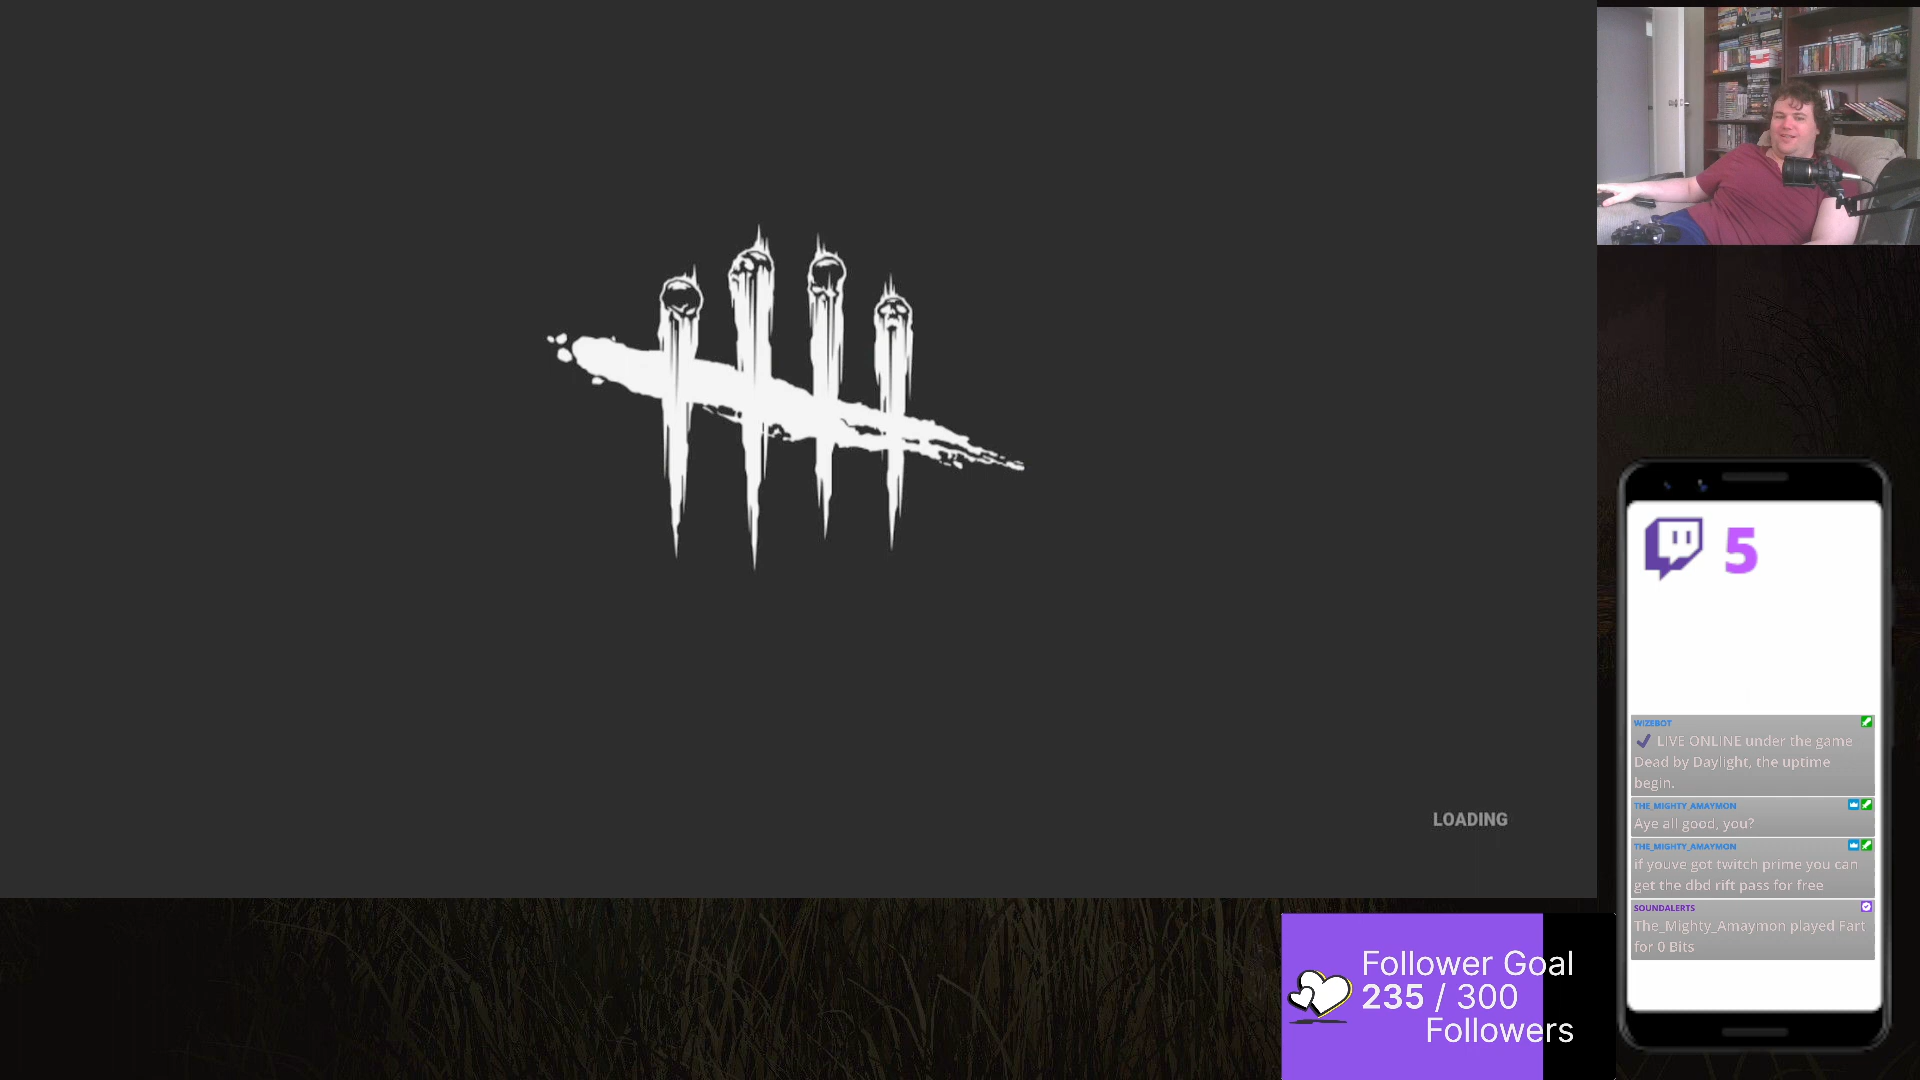 LOADING
5
WIZEBOT
LIVE ONLINE under the game
Dead by Daylight, the uptime
begin.
THE_MIGHTY_AMAYMON
Aye all good, you?
THE_MIGHTY_AMAYMON
if youve got twitch prime you can
get the dbd rift pass for free
SOUNDALERTS
The_Mighty_Amaymon played Fart
for 0 Bits
Follower Goal
235 / 300
Followers